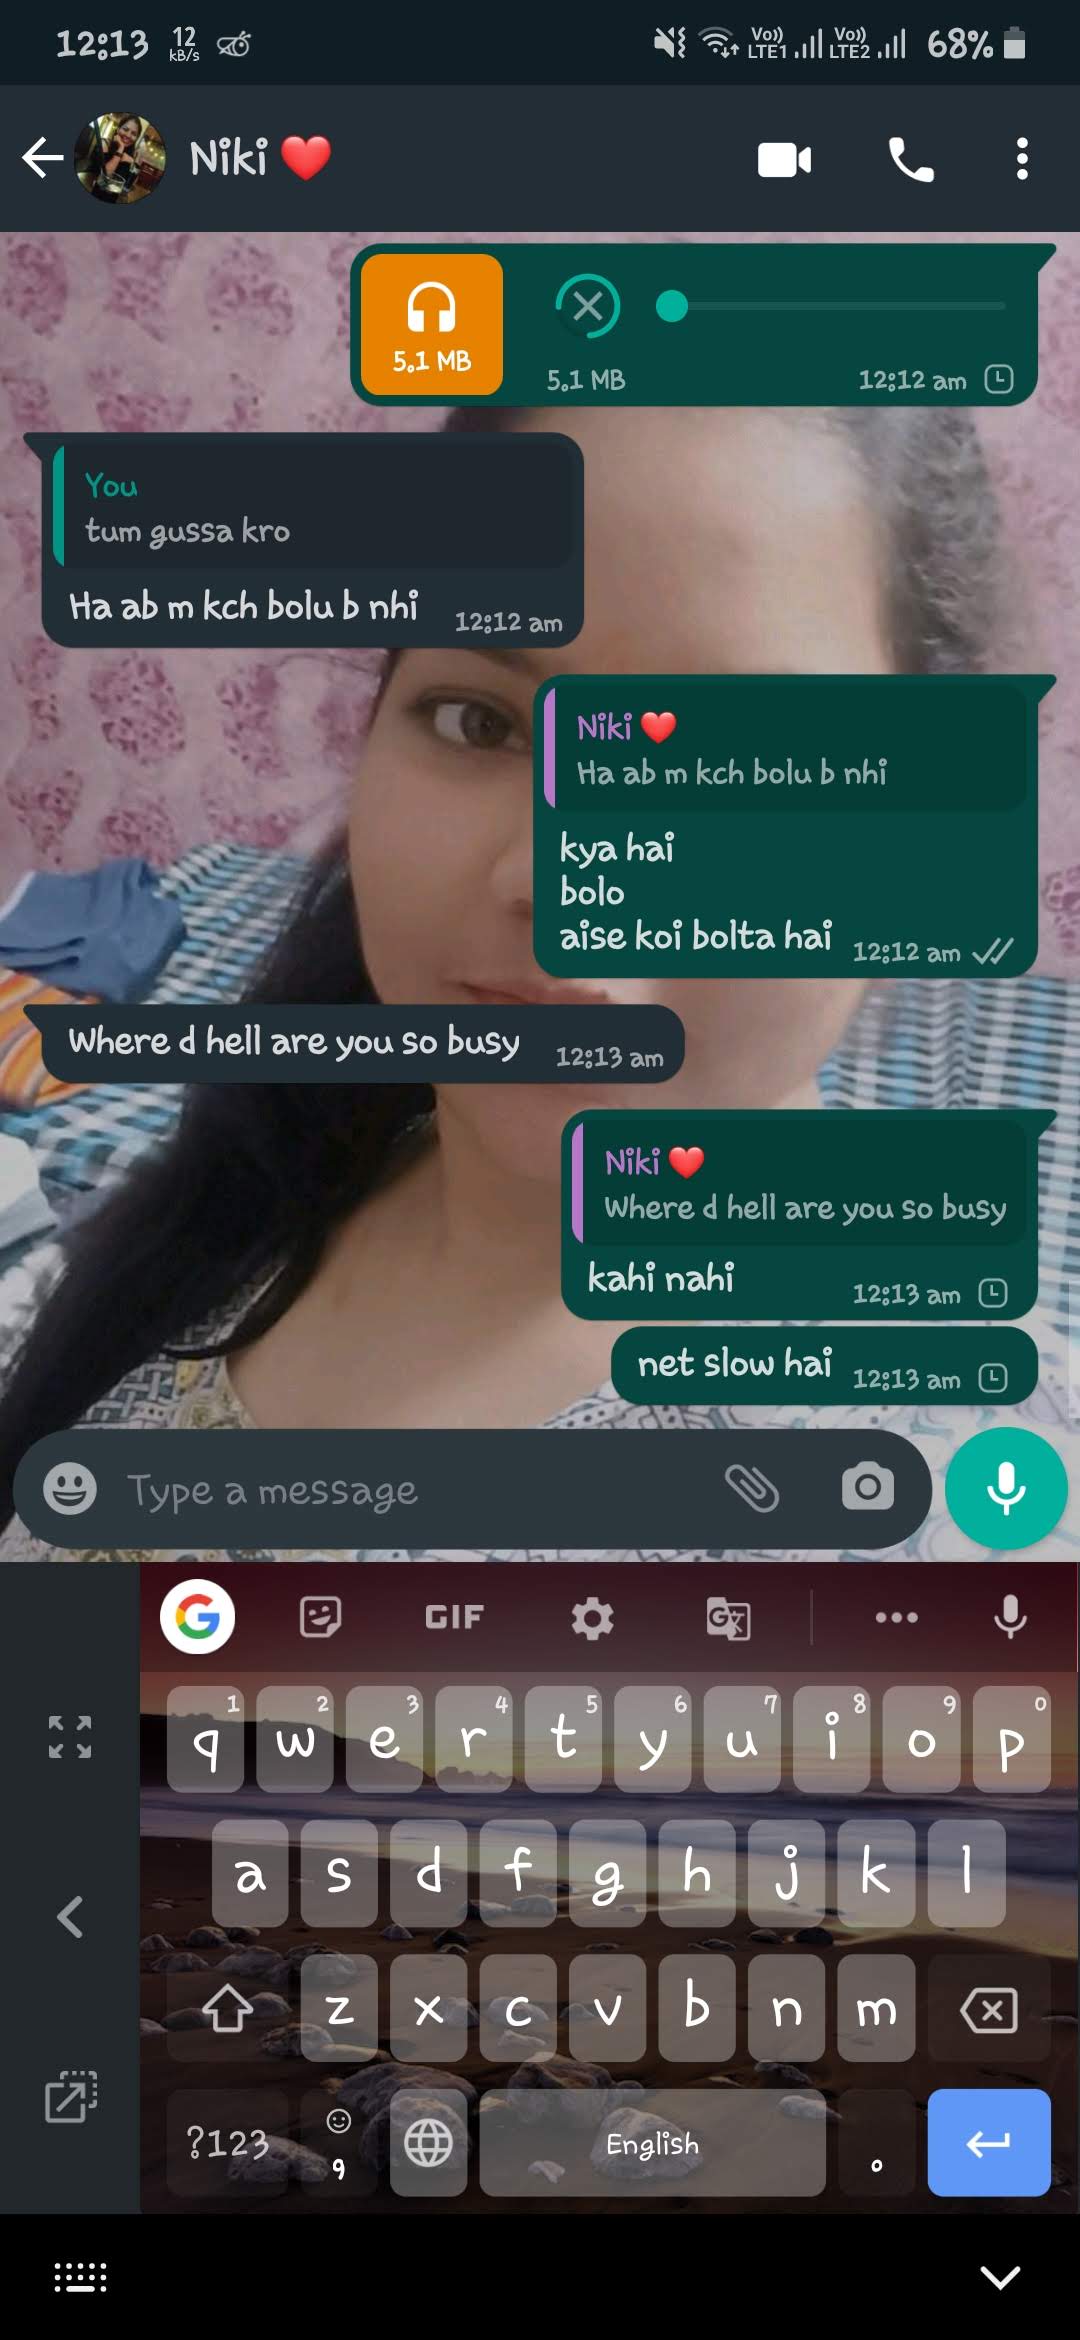 12:13 12 kB/s Vo)) LTE1 Vo)) LTE2 68%
Niki ❤️
5.1 MB
5.1 MB 12:12 am
You
tum gussa kro
Ha ab m kch bolu b nhi 12:12 am
Niki ❤️
Ha ab m kch bolu b nhi
kya hai
bolo
aise koi bolta hai 12:12 am
Where d hell are you so busy 12:13 am
Niki ❤️
Where d hell are you so busy
kahi nahi 12:13 am
net slow hai 12:13 am
Type a message
G GIF
1 2 3 4 5 6 7 8 9 0
q w e r t y u i o p
a s d f g h j k l
z x c v b n m
?123 , English .